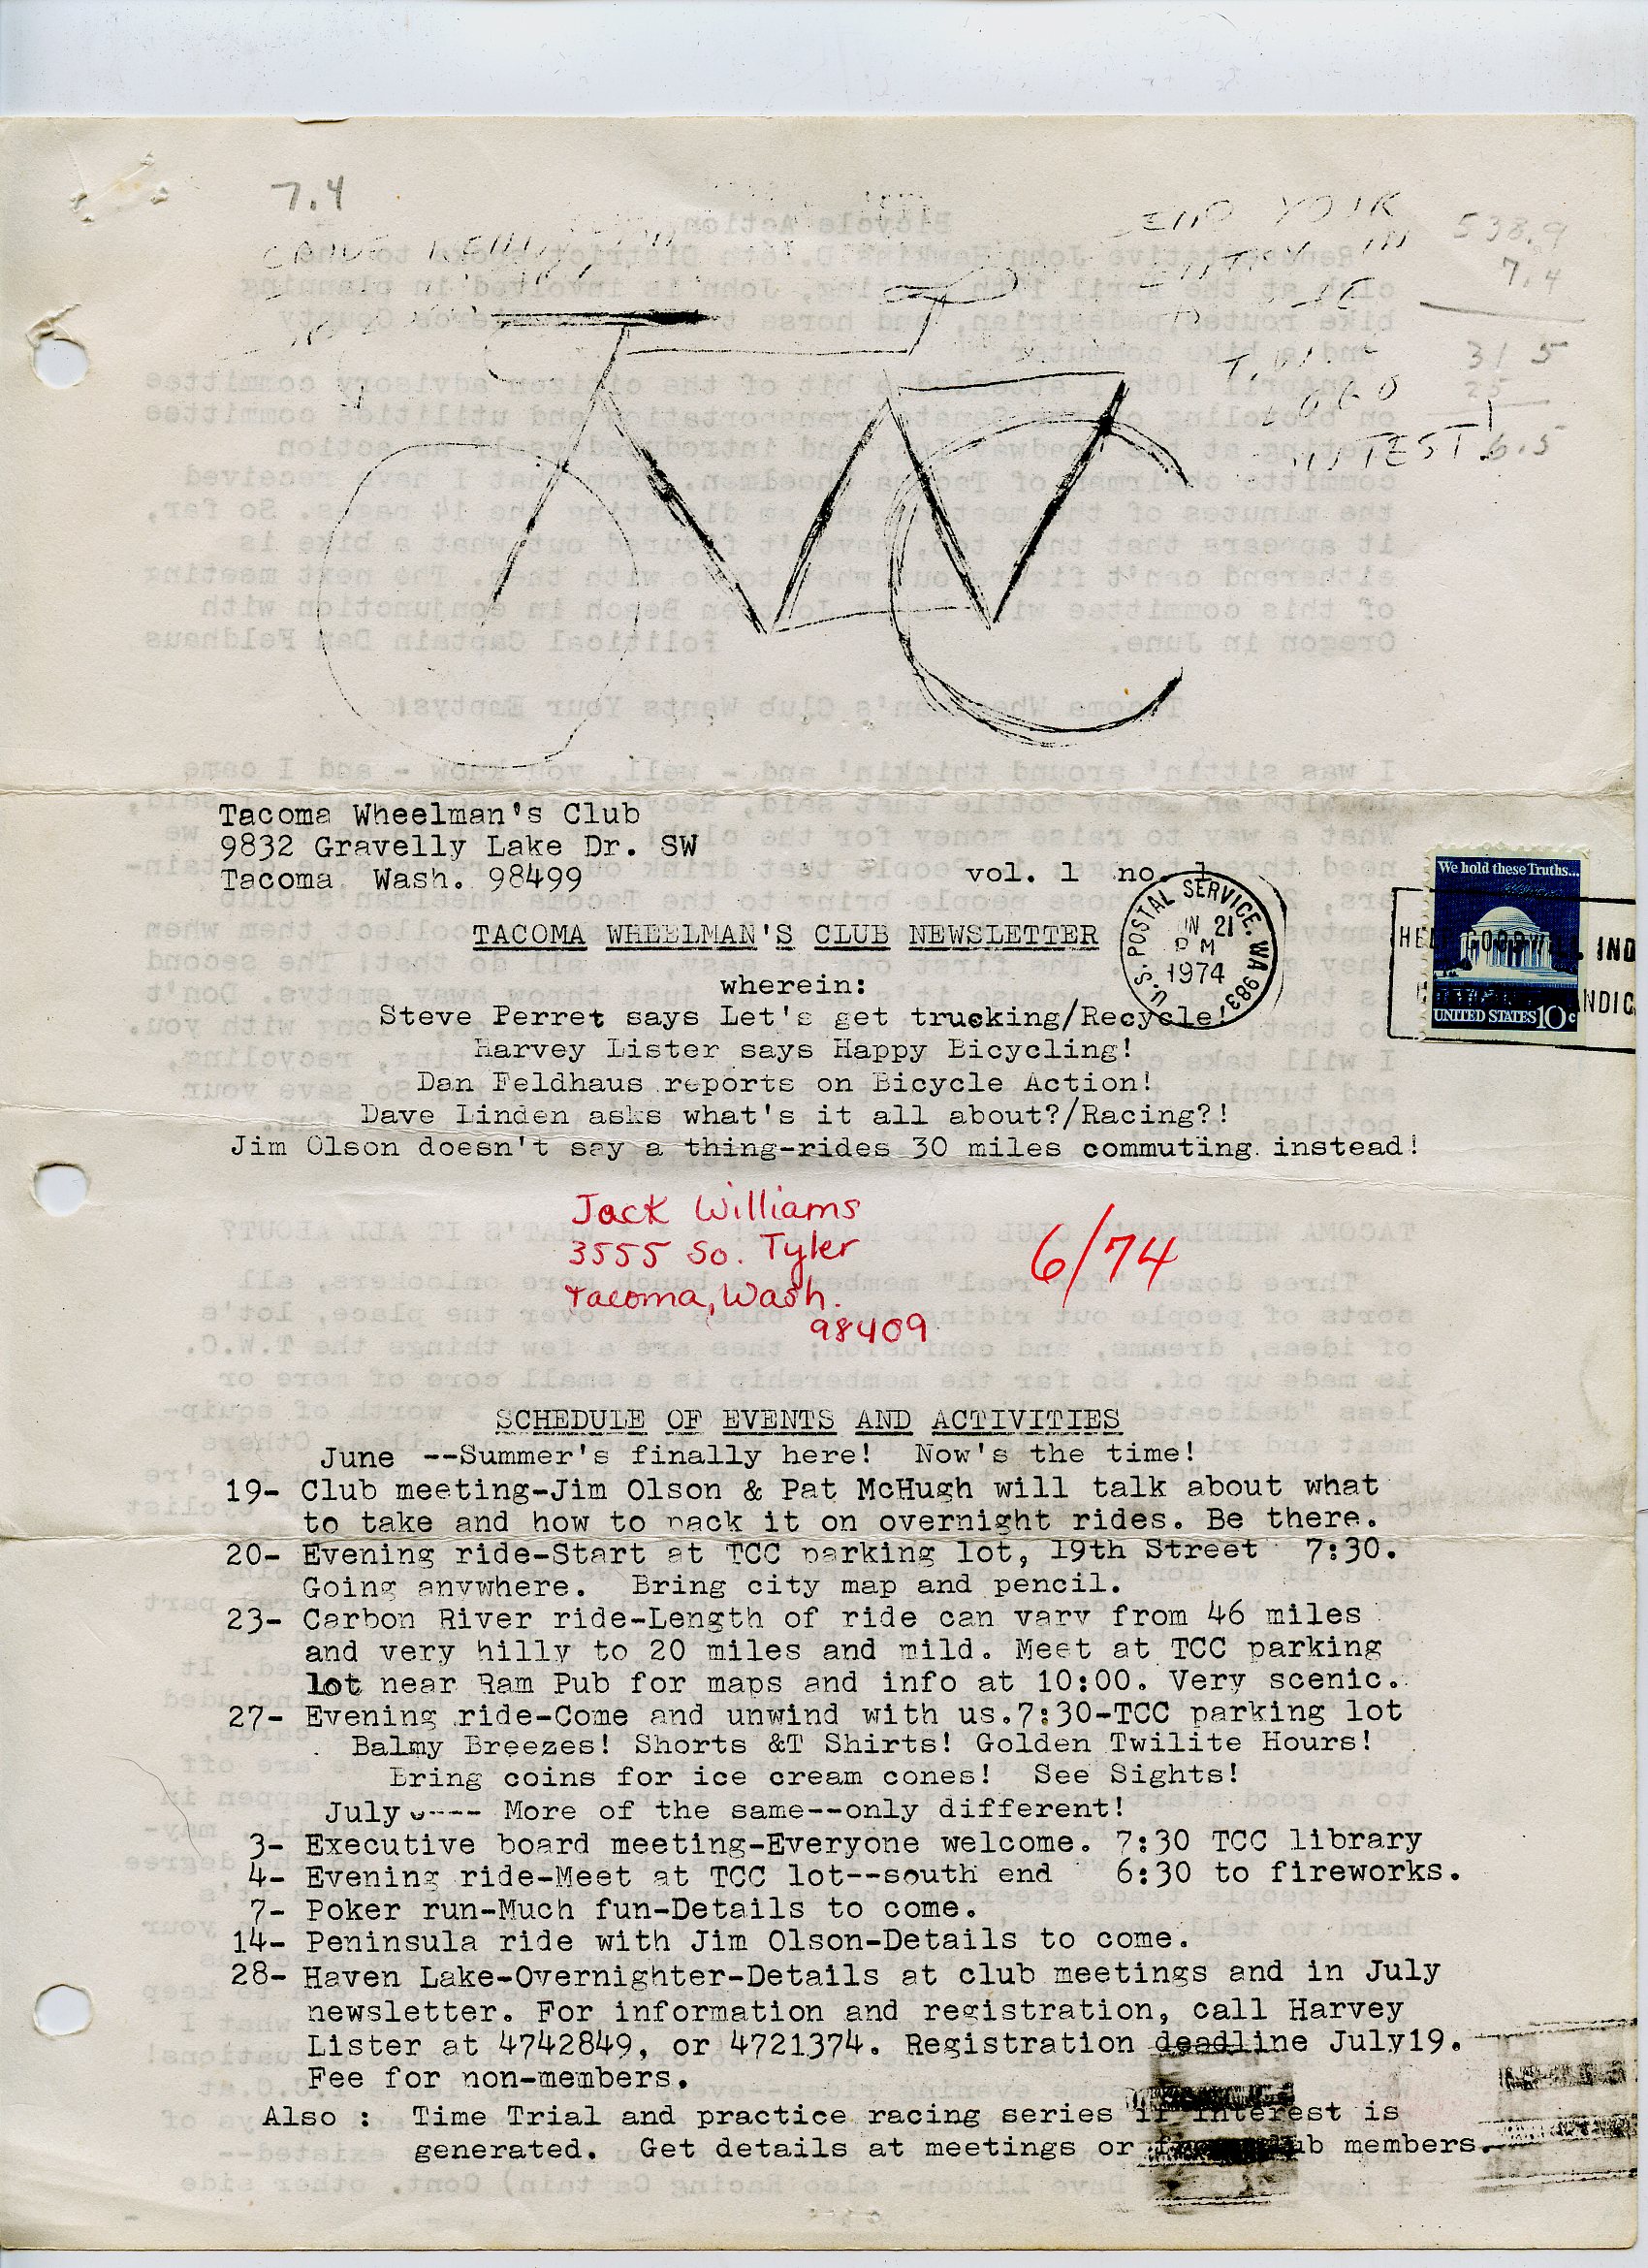 7.4
END YOUR
ENTRY IN
538.9
7.4
31 5
25
6.5
LOGO
Tacoma Wheelman's Club
9832 Gravelly Lake Dr. SW
Tacoma Wash. 98499
vol. 1 no. 1
We hold these Truths...
UNITED STATES 10c
U.S. POSTAL SERVICE. WA 983
21
PM
1974
TACOMA WHEELMAN'S CLUB NEWSLETTER
wherein:
Steve Perret says Let's get trucking/Recycle!
Harvey Lister says Happy Bicycling!
Dan Feldhaus reports on Bicycle Action!
Dave Linden asks what's it all about?/Racing?!
Jim Olson doesn't say a thing-rides 30 miles commuting instead!
Jack Williams
3555 So. Tyler
Tacoma, Wash.
98409
6/74
SCHEDULE OF EVENTS AND ACTIVITIES
June --Summer's finally here! Now's the time!
19- Club meeting-Jim Olson & Pat McHugh will talk about what
to take and how to pack it on overnight rides. Be there.
20- Evening ride-Start at TCC parking lot, 19th Street 7:30.
Going anywhere. Bring city map and pencil.
23- Carbon River ride-Length of ride can vary from 46 miles
and very hilly to 20 miles and mild. Meet at TCC parking
lot near Ram Pub for maps and info at 10:00. Very scenic.
27- Evening ride-Come and unwind with us.7:30-TCC parking lot
Balmy Breezes! Shorts &T Shirts! Golden Twilite Hours!
Bring coins for ice cream cones! See Sights!
July ---- More of the same--only different!
3- Executive board meeting-Everyone welcome. 7:30 TCC library
4- Evening ride-Meet at TCC lot--south end 6:30 to fireworks.
7- Poker run-Much fun-Details to come.
14- Peninsula ride with Jim Olson-Details to come.
28- Haven Lake-Overnighter-Details at club meetings and in July
newsletter. For information and registration, call Harvey
Lister at 4742849, or 4721374. Registration deadline July19.
Fee for non-members.
Also : Time Trial and practice racing series if interest is
generated. Get details at meetings or members.